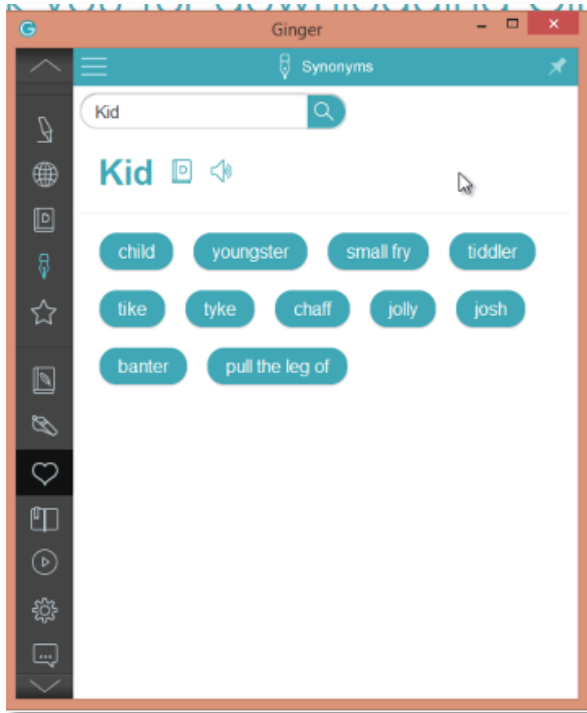 Ginger
Synonyms
Kid
Kid
child youngster small fry tiddler
tike tyke chaff jolly josh
banter pull the leg of